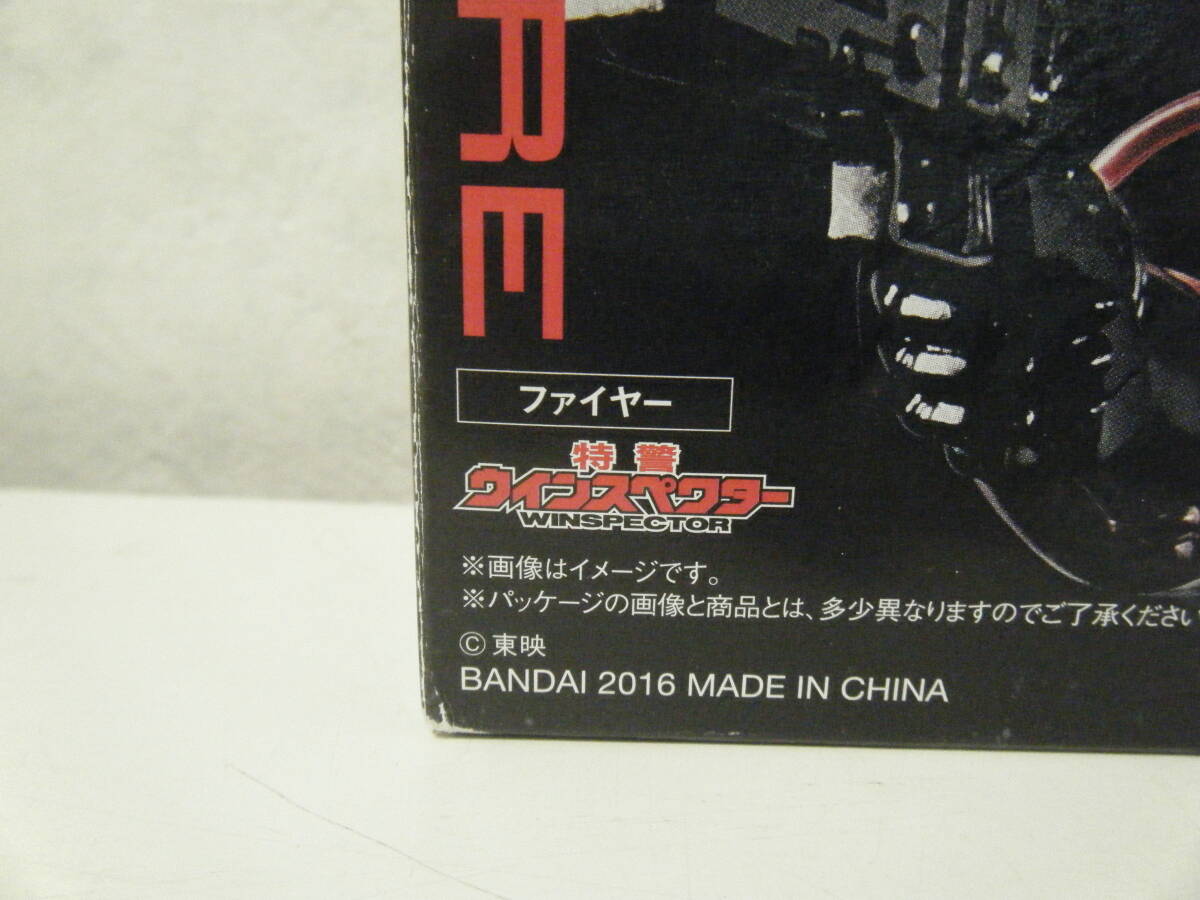 RE
ファイヤー
特警
ウインスペクター
WINSPECTOR
※画像はイメージです。
※パッケージの画像と商品とは、多少異なりますのでご了承ください
© 東映
BANDAI 2016 MADE IN CHINA